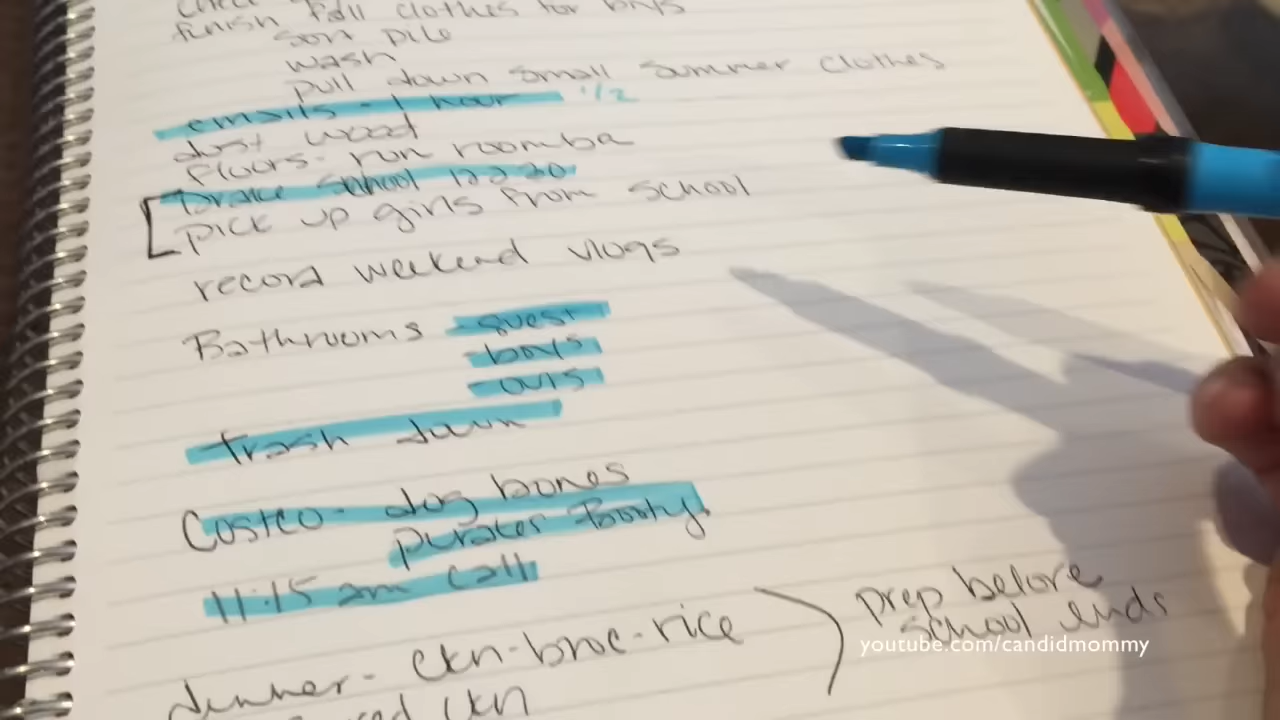 finish fall clothes for boys
sort pile
wash
pull down small summer clothes
emails - 1 hour 1/2
dust wood
floors - run roomba
Drake school 12:20
pick up girls from school
record weekend vlogs
Bathrooms - guest
- boys
- ours
trash down
Costco - dog bones
pirates Booty.
11:15 am call
dinner - ckn-broc-rice
ckn
prep before
school ends
youtube.com/candidmommy